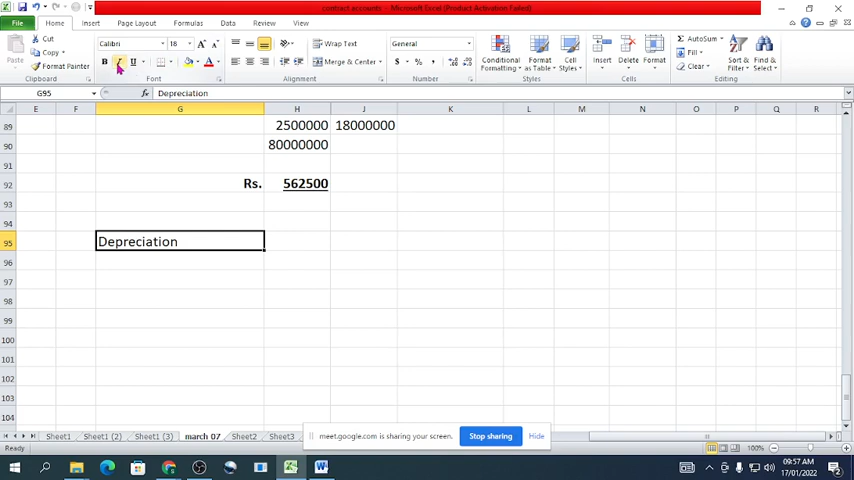 contract accounts – Microsoft Excel (Product Activation Failed)
File Home Insert Page Layout Formulas Data Review View
Paste
Cut
Copy
Format Painter
Clipboard
Calibri 18
B I U
Font
Wrap Text
Merge & Center
Alignment
General
$ % ,
Number
Conditional Formatting
Format as Table
Cell Styles
Styles
Insert Delete Format
Cells
AutoSum
Fill
Clear
Sort & Filter
Find & Select
Editing
G95 fx Depreciation
E F G H J K L M N O P Q R
89 2500000 18000000
90 80000000
91
92 Rs. 562500
93
94
95 Depreciation
96
97
98
99
100
101
102
103
104
Sheet1 Sheet1 (2) Sheet1 (3) march 07 Sheet2 Sheet3
meet.google.com is sharing your screen. Stop sharing Hide
Ready 100%
09:57 AM
17/01/2022
2